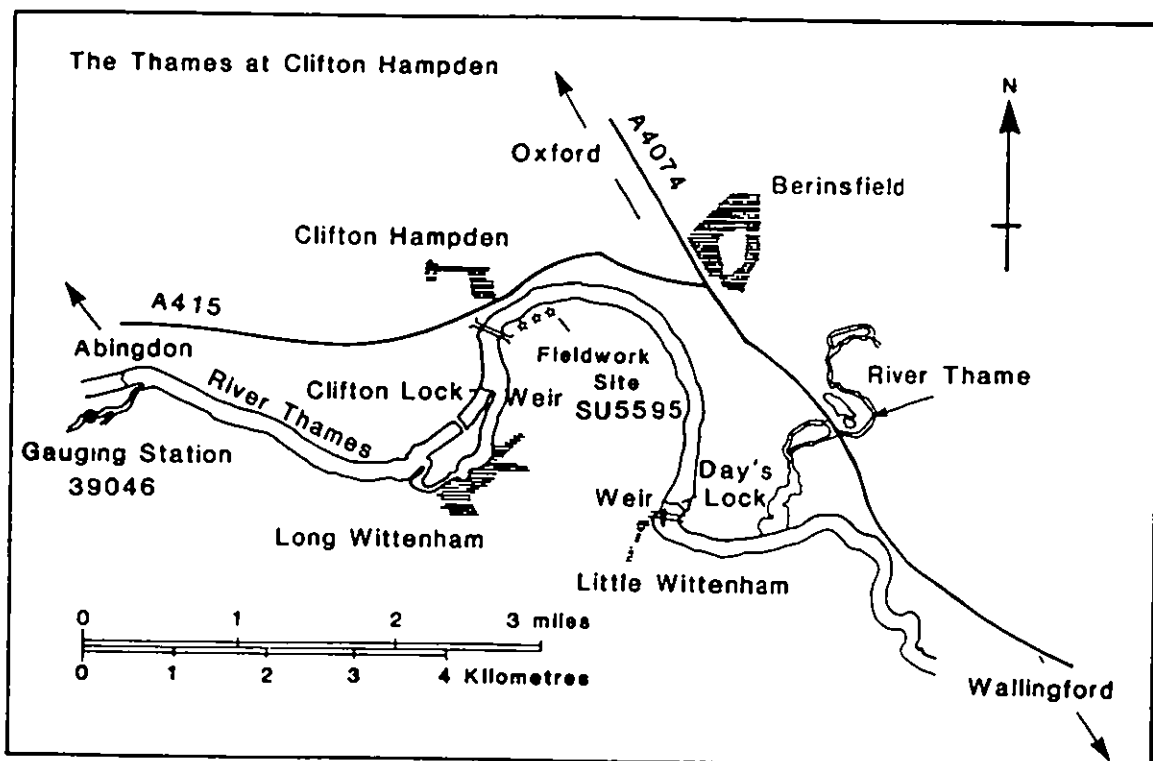 The Thames at Clifton Hampden
N
A4074
Oxford
Berinsfield
Clifton Hampden
A415
Abingdon
Fieldwork
Site
SU5595
River Thame
River Thames
Clifton Lock
Weir
Gauging Station
39046
Day's
Lock
Weir
Long Wittenham
Little Wittenham
0 1 2 3 miles
0 1 2 3 4 Kilometres
Wallingford